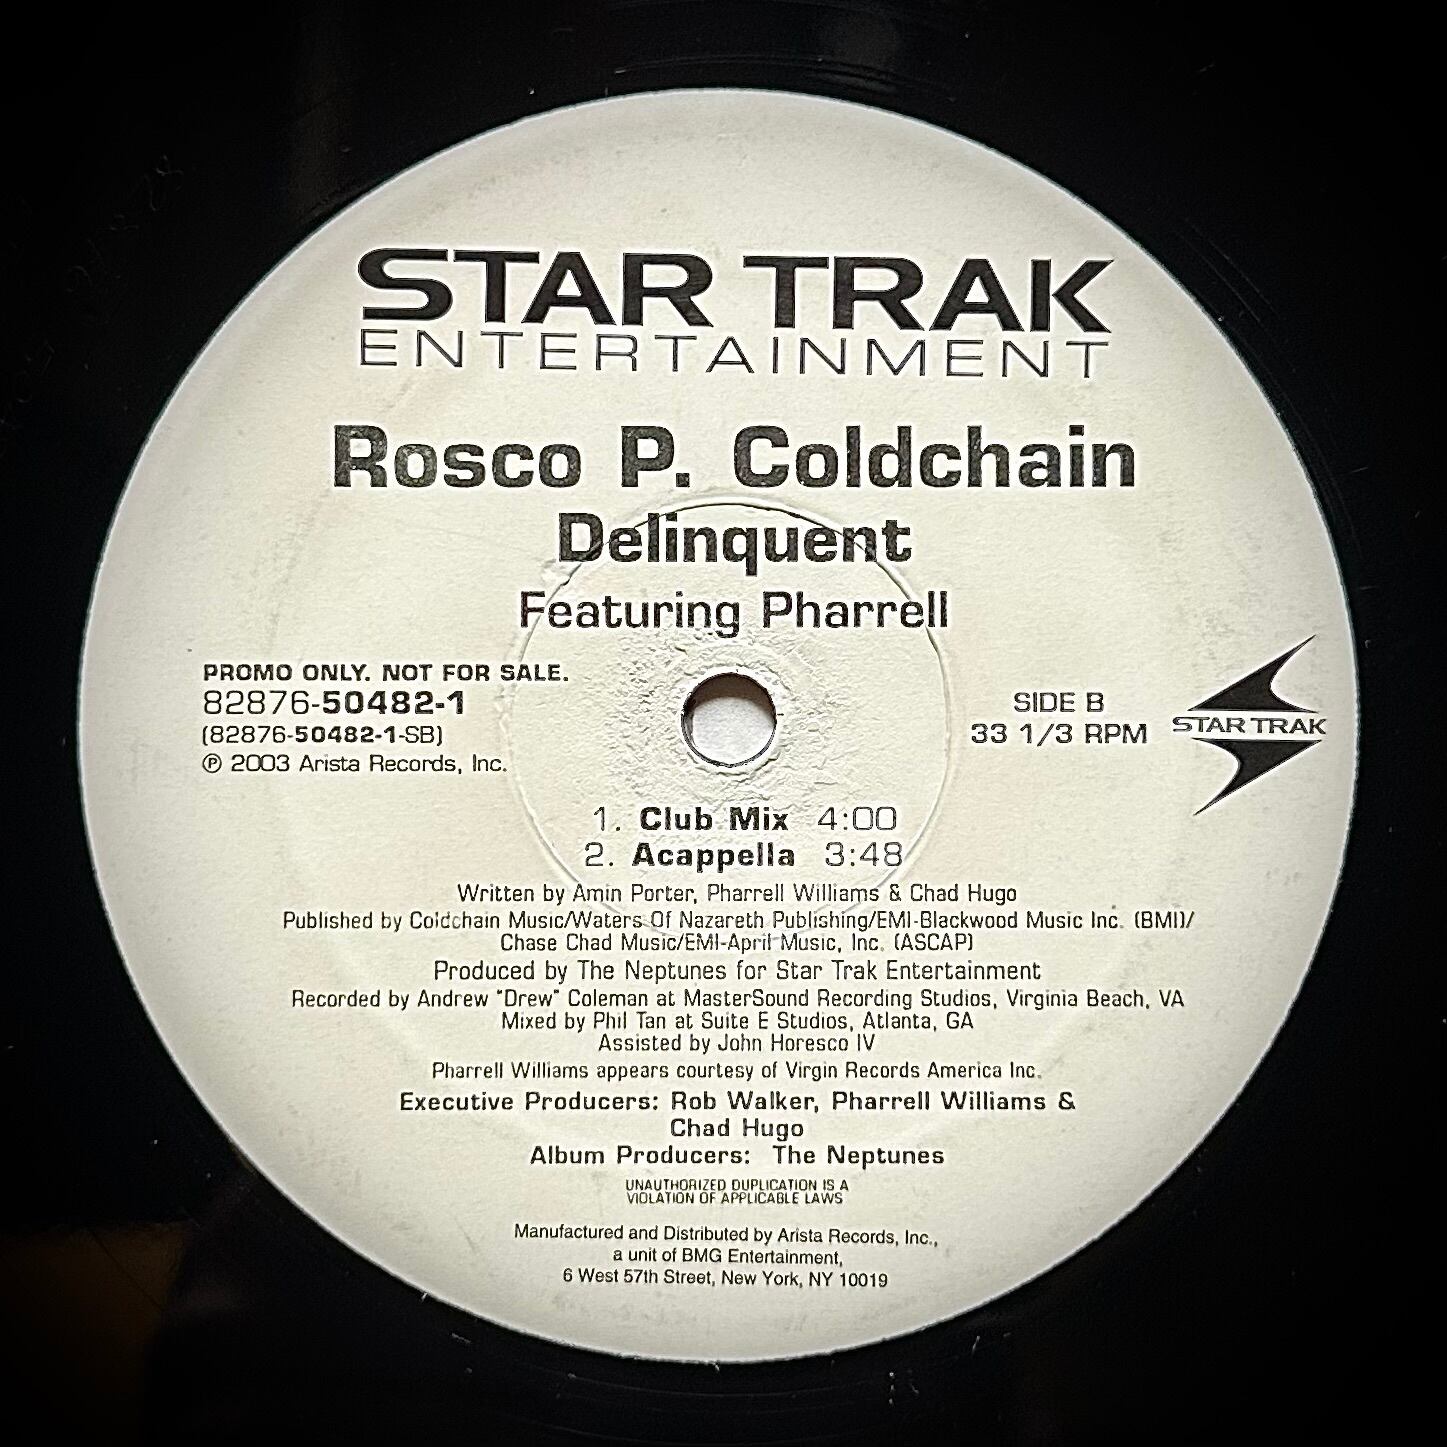 STAR TRAK
ENTERTAINMENT
Rosco P. Coldchain
Delinquent
Featuring Pharrell
PROMO ONLY. NOT FOR SALE.
82876-50482-1
(82876-50482-1-SB)
℗ 2003 Arista Records, Inc.
SIDE B
33 1/3 RPM
STAR TRAK
1. Club Mix 4:00
2. Acappella 3:48
Written by Amin Porter, Pharrell Williams & Chad Hugo
Published by Coldchain Music/Waters Of Nazareth Publishing/EMI-Blackwood Music Inc. (BMI)/
Chase Chad Music/EMI-April Music, Inc. (ASCAP)
Produced by The Neptunes for Star Trak Entertainment
Recorded by Andrew "Drew" Coleman at MasterSound Recording Studios, Virginia Beach, VA
Mixed by Phil Tan at Suite E Studios, Atlanta, GA
Assisted by John Horesco IV
Pharrell Williams appears courtesy of Virgin Records America Inc.
Executive Producers: Rob Walker, Pharrell Williams &
Chad Hugo
Album Producers: The Neptunes
UNAUTHORIZED DUPLICATION IS A
VIOLATION OF APPLICABLE LAWS
Manufactured and Distributed by Arista Records, Inc.,
a unit of BMG Entertainment,
6 West 57th Street, New York, NY 10019